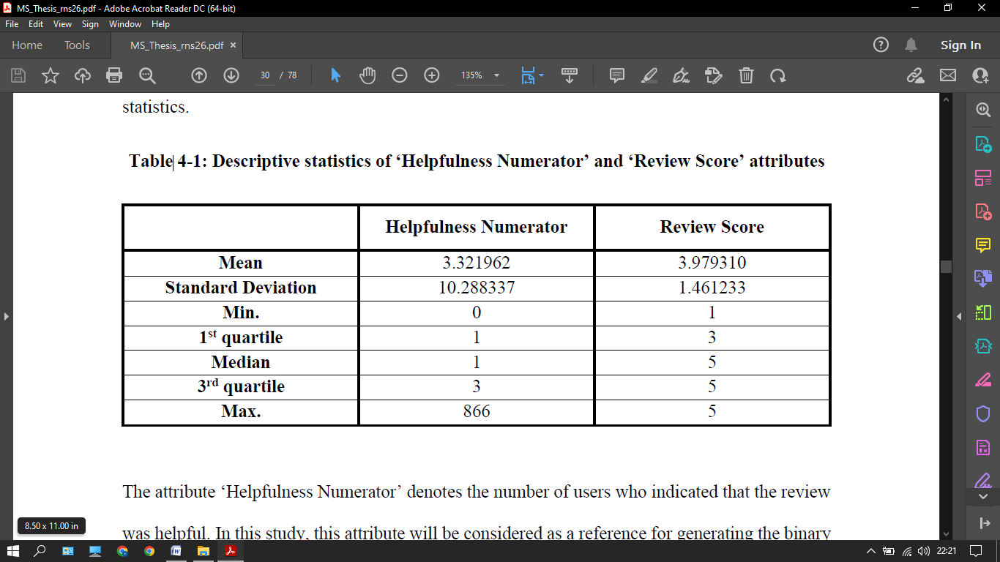 MS_Thesis_rns26.pdf - Adobe Acrobat Reader DC (64-bit)
File Edit View Sign Window Help
Home Tools MS_Thesis_rns26.pdf × Sign In
30 / 78 135%
statistics.
Table 4-1: Descriptive statistics of ‘Helpfulness Numerator’ and ‘Review Score’ attributes
Helpfulness Numerator Review Score
Mean 3.321962 3.979310
Standard Deviation 10.288337 1.461233
Min. 0 1
1st quartile 1 3
Median 1 5
3rd quartile 3 5
Max. 866 5
The attribute ‘Helpfulness Numerator’ denotes the number of users who indicated that the review
was helpful. In this study, this attribute will be considered as a reference for generating the binary
8.50 x 11.00 in
22:21